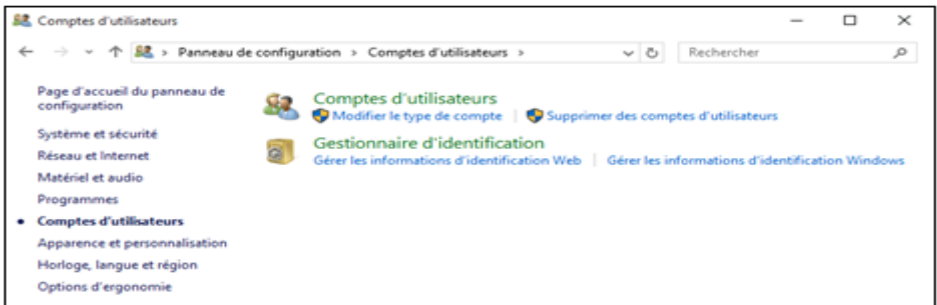 Comptes d'utilisateurs
Panneau de configuration > Comptes d'utilisateurs >
Rechercher
Page d'accueil du panneau de
configuration
Système et sécurité
Réseau et Internet
Matériel et audio
Programmes
Comptes d'utilisateurs
Apparence et personnalisation
Horloge, langue et région
Options d'ergonomie
Comptes d'utilisateurs
Modifier le type de compte | Supprimer des comptes d'utilisateurs
Gestionnaire d'identification
Gérer les informations d'identification Web | Gérer les informations d'identification Windows